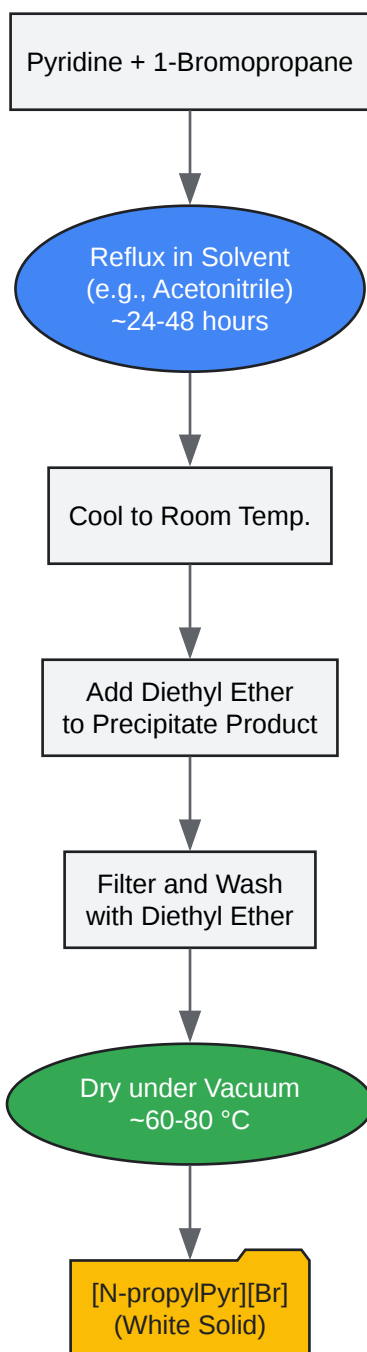 Pyridine + 1-Bromopropane
Reflux in Solvent
(e.g., Acetonitrile)
~24-48 hours
Cool to Room Temp.
Add Diethyl Ether
to Precipitate Product
Filter and Wash
with Diethyl Ether
Dry under Vacuum
~60-80 °C
[N-propylPyr][Br]
(White Solid)